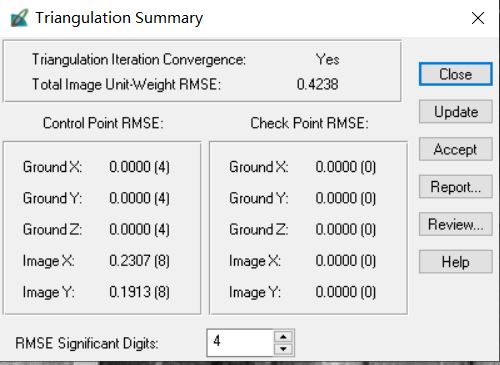 Triangulation Summary
Triangulation Iteration Convergence: Yes
Total Image Unit-Weight RMSE: 0.4238
Close
Update
Accept
Report...
Review...
Help
Control Point RMSE:
Ground X: 0.0000 (4)
Ground Y: 0.0000 (4)
Ground Z: 0.0000 (4)
Image X: 0.2307 (8)
Image Y: 0.1913 (8)
Check Point RMSE:
Ground X: 0.0000 (0)
Ground Y: 0.0000 (0)
Ground Z: 0.0000 (0)
Image X: 0.0000 (0)
Image Y: 0.0000 (0)
RMSE Significant Digits: 4